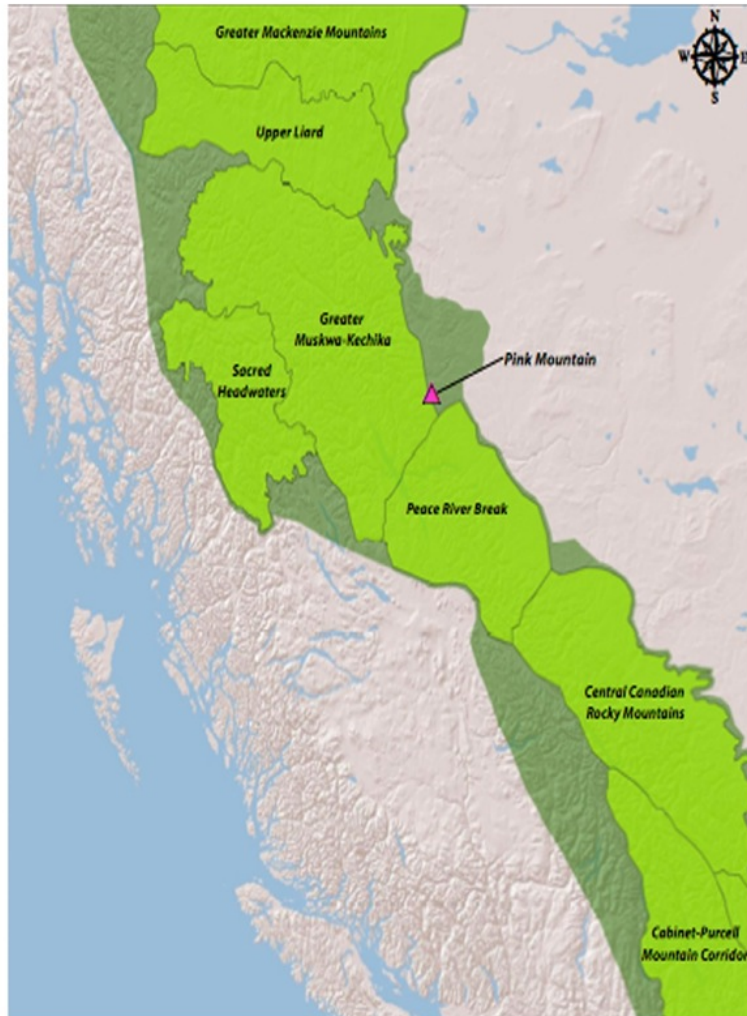 N
W
E
S
Greater Mackenzie Mountains
Upper Liard
Greater
Muskwa-Kechika
Sacred
Headwaters
Pink Mountain
Peace River Break
Central Canadian
Rocky Mountains
Cabinet-Purcell
Mountain Corridor